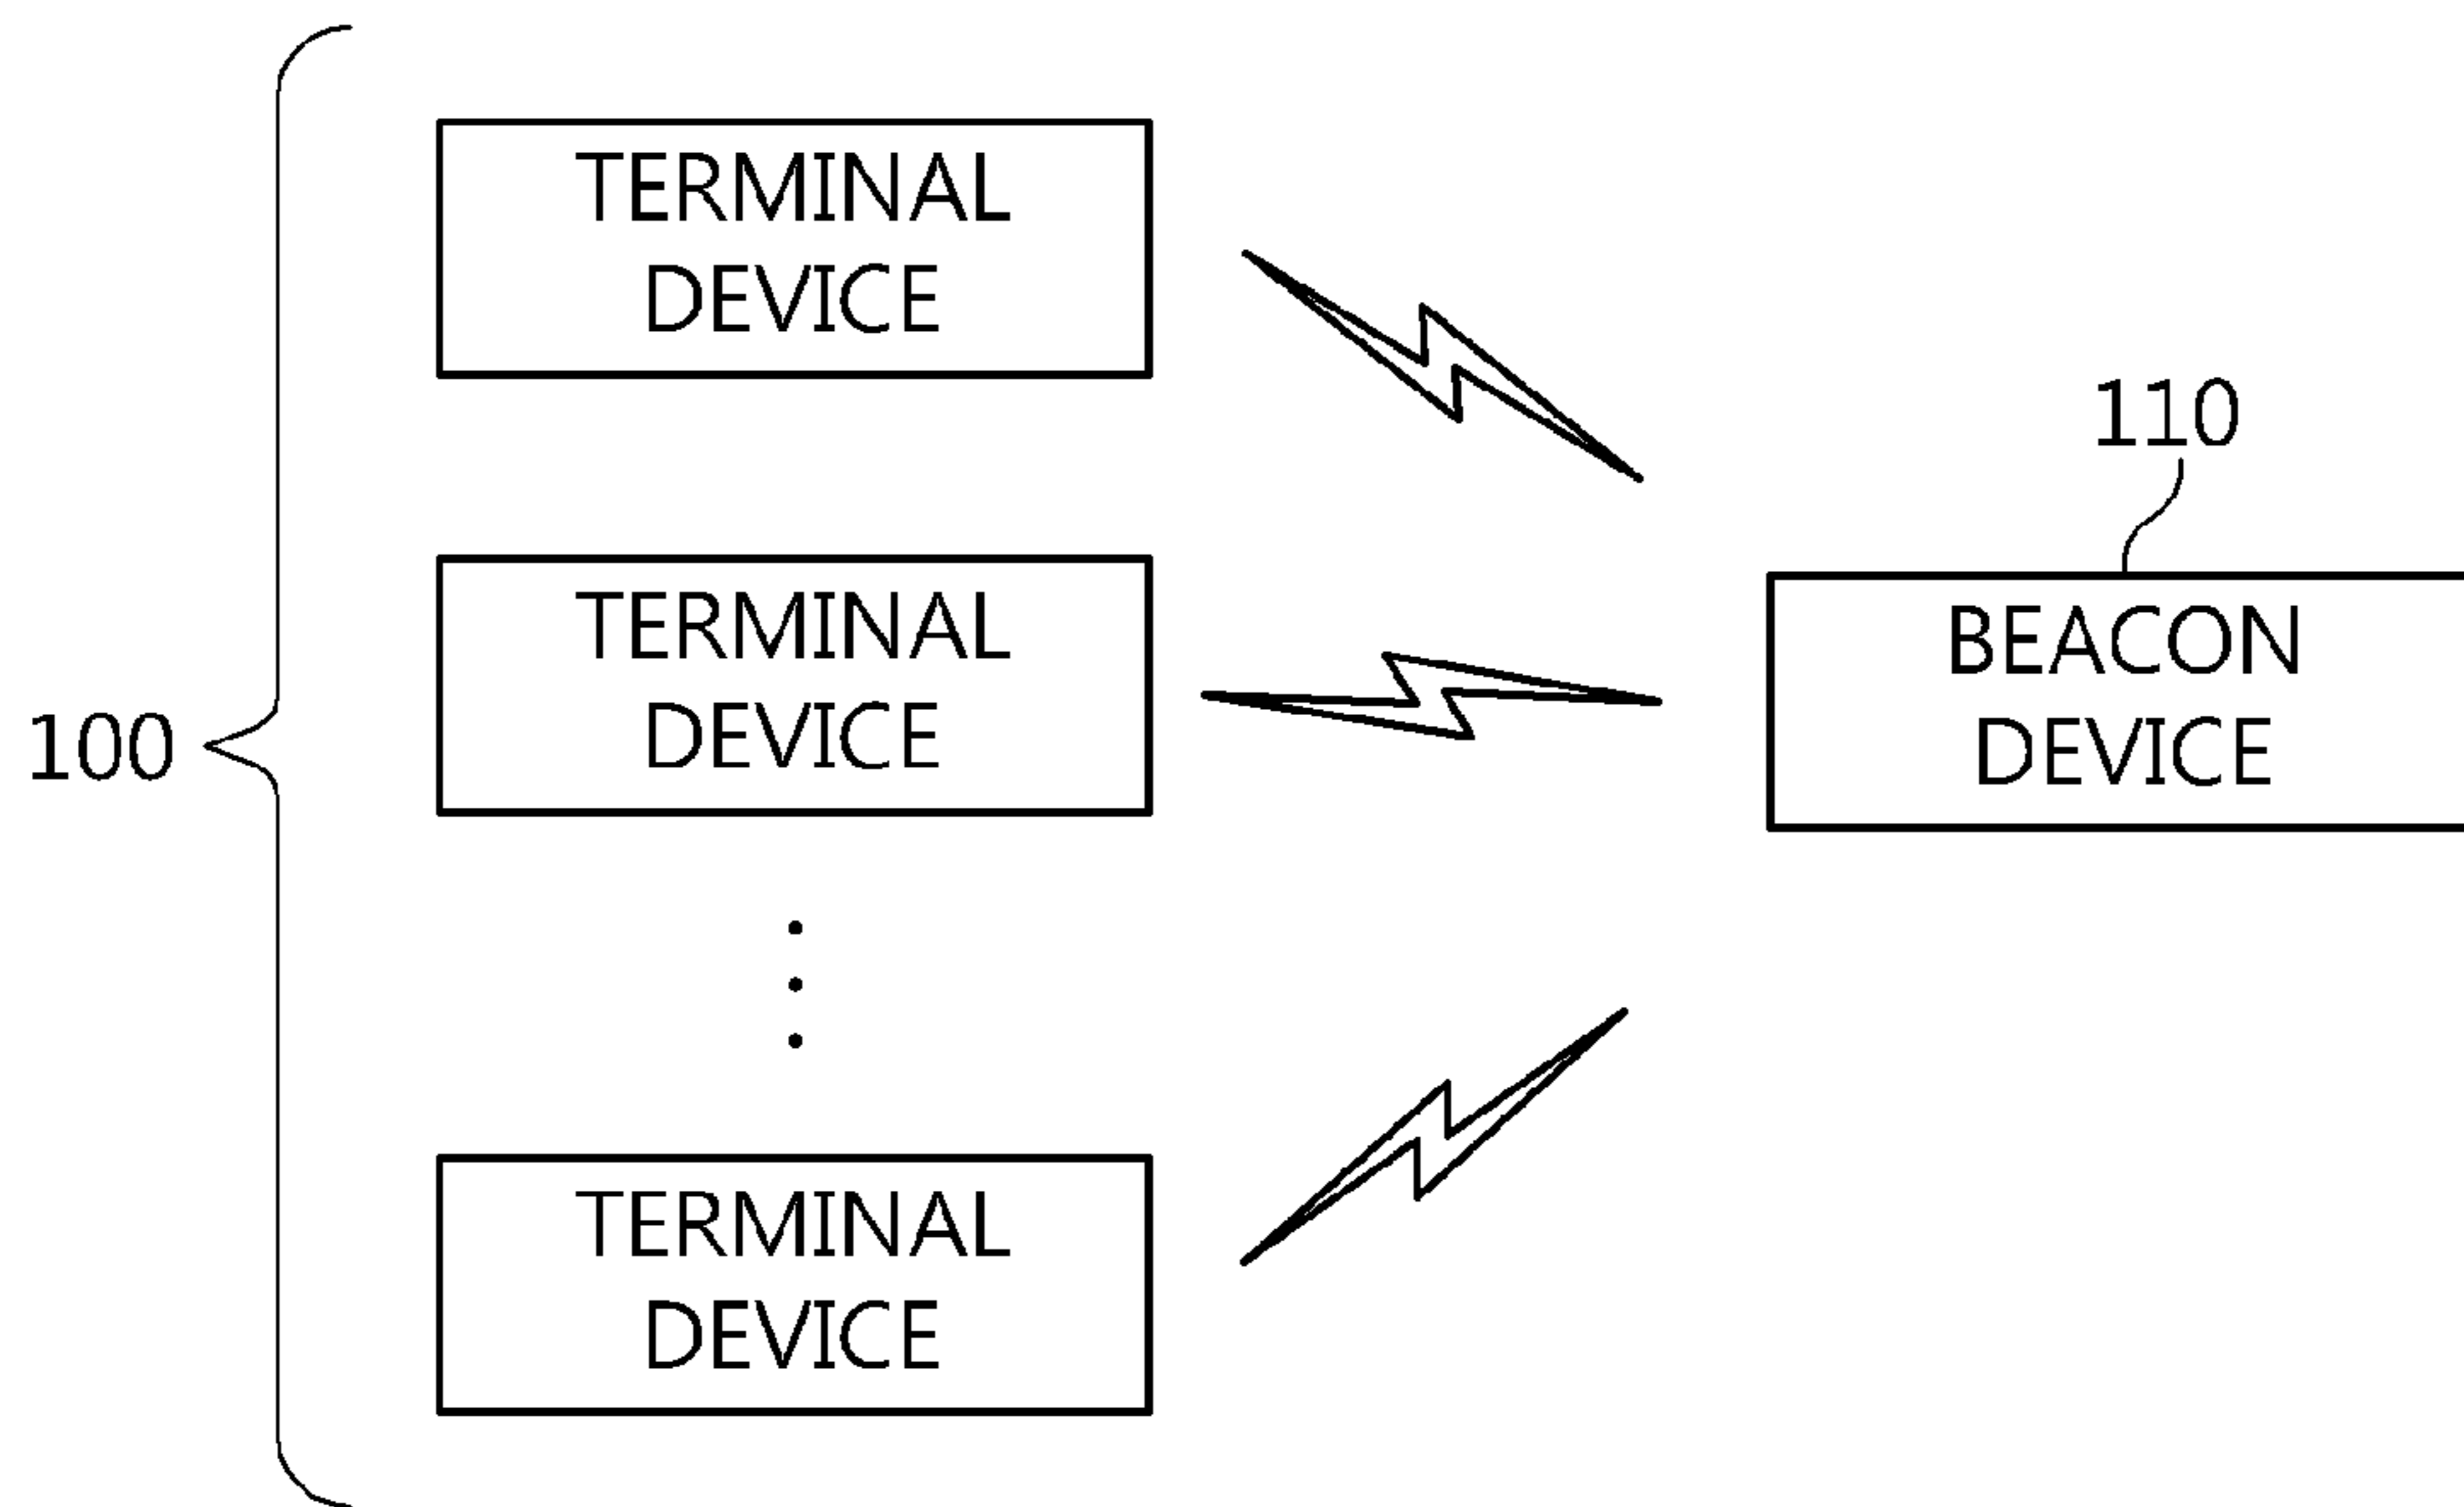 TERMINAL
DEVICE
110
TERMINAL
DEVICE
BEACON
DEVICE
100
TERMINAL
DEVICE